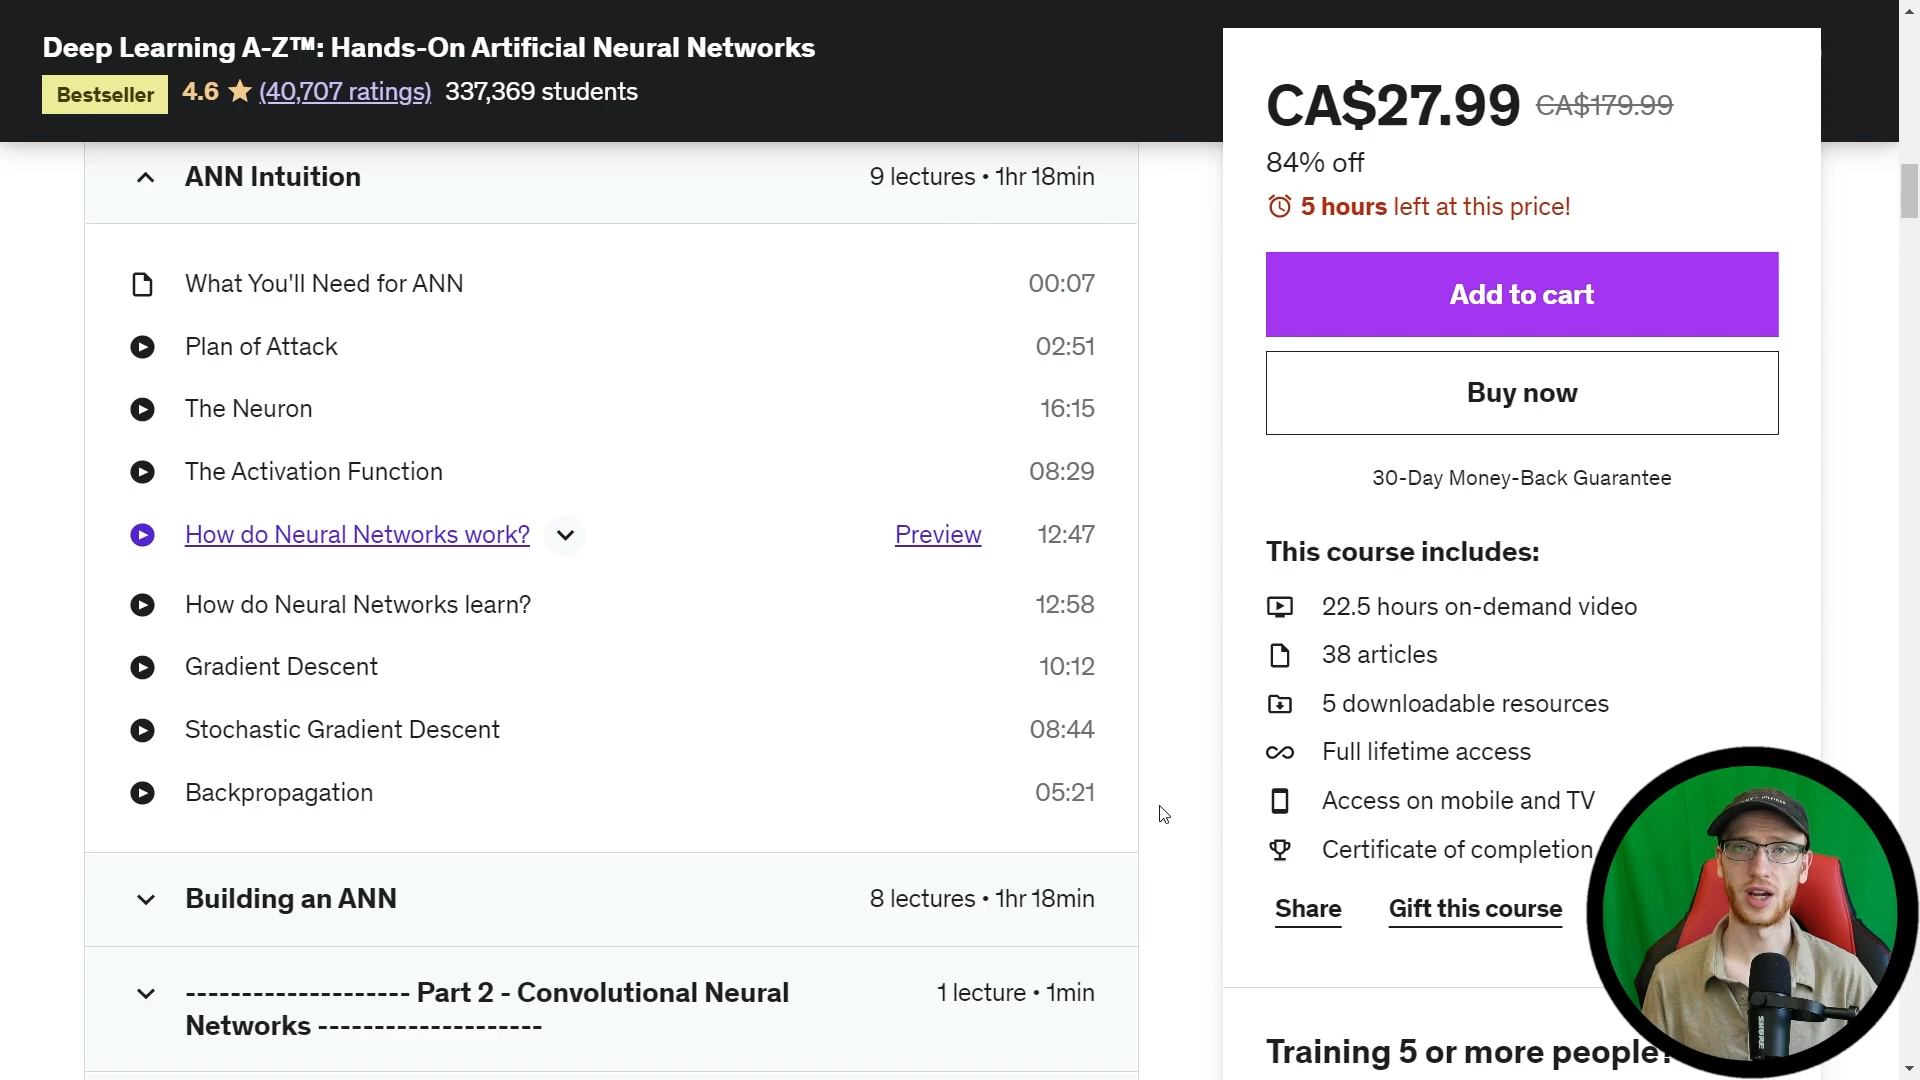 Deep Learning A-Z™: Hands-On Artificial Neural Networks
Bestseller 4.6 (40,707 ratings) 337,369 students
ANN Intuition 9 lectures • 1hr 18min
What You'll Need for ANN 00:07
Plan of Attack 02:51
The Neuron 16:15
The Activation Function 08:29
How do Neural Networks work? Preview 12:47
How do Neural Networks learn? 12:58
Gradient Descent 10:12
Stochastic Gradient Descent 08:44
Backpropagation 05:21
Building an ANN 8 lectures • 1hr 18min
-------------------- Part 2 - Convolutional Neural 1 lecture • 1min
Networks --------------------
CA$27.99 CA$179.99
84% off
5 hours left at this price!
Add to cart
Buy now
30-Day Money-Back Guarantee
This course includes:
22.5 hours on-demand video
38 articles
5 downloadable resources
Full lifetime access
Access on mobile and TV
Certificate of completion
Share Gift this course
Training 5 or more people?
SHURE